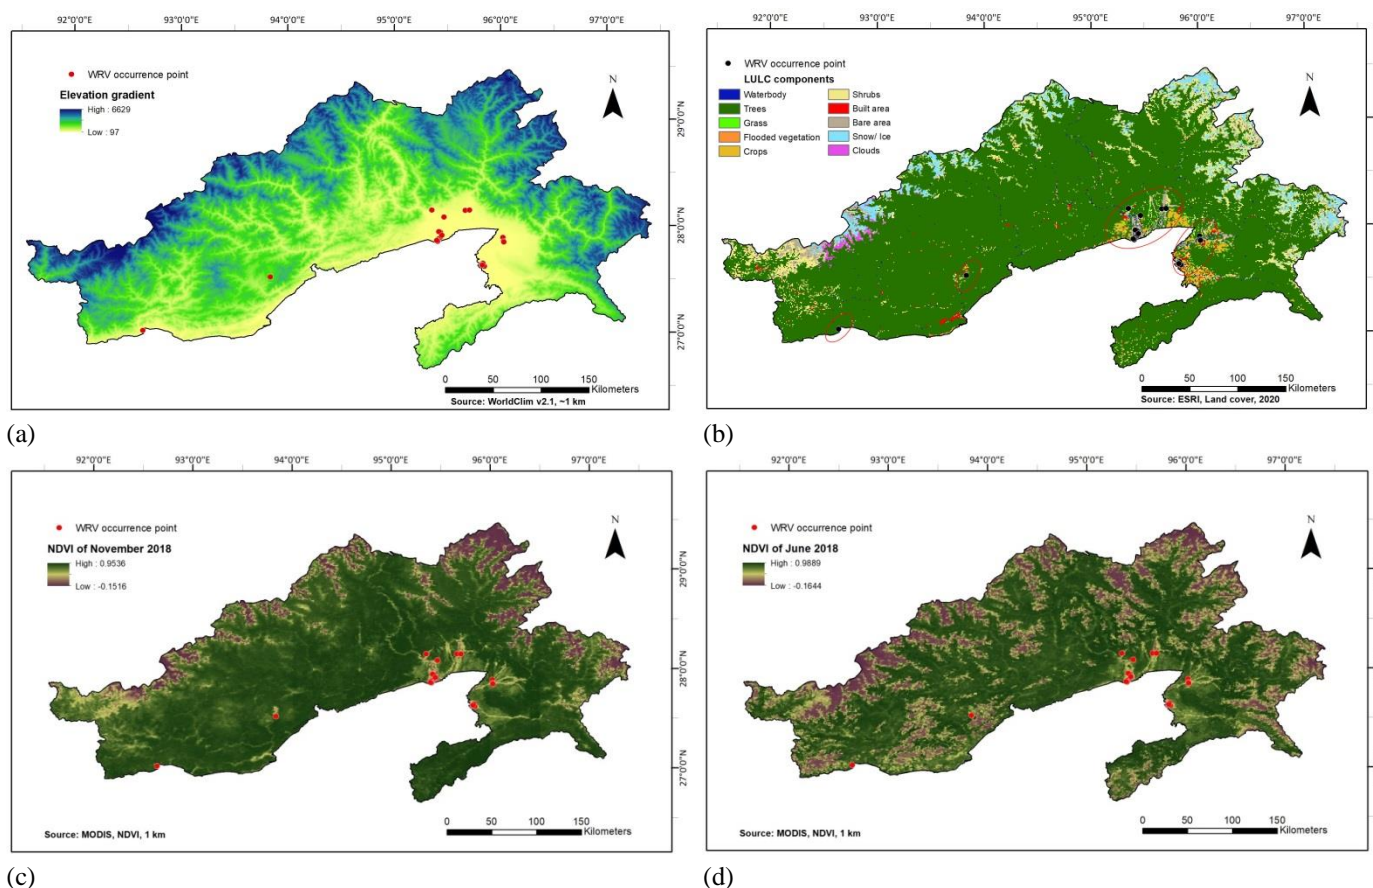 92°0'0"E 93°0'0"E 94°0'0"E 95°0'0"E 96°0'0"E 97°0'0"E
WRV occurrence point
Elevation gradient
High : 6629
Low : 97
N
29°0'0"N
28°0'0"N
27°0'0"N
0 50 100 150
Kilometers
Source: WorldClim v2.1, ~1 km
(a)
92°0'0"E 93°0'0"E 94°0'0"E 95°0'0"E 96°0'0"E 97°0'0"E
WRV occurrence point
LULC components
Waterbody Shrubs
Trees Built area
Grass Bare area
Flooded vegetation Snow/ Ice
Crops Clouds
N
29°0'0"N
28°0'0"N
27°0'0"N
0 50 100 150
Kilometers
Source: ESRI, Land cover, 2020
(b)
92°0'0"E 93°0'0"E 94°0'0"E 95°0'0"E 96°0'0"E 97°0'0"E
WRV occurrence point
NDVI of November 2018
High : 0.9536
Low : -0.1516
N
29°0'0"N
28°0'0"N
27°0'0"N
0 50 100 150
Kilometers
Source: MODIS, NDVI, 1 km
(c)
92°0'0"E 93°0'0"E 94°0'0"E 95°0'0"E 96°0'0"E 97°0'0"E
WRV occurrence point
NDVI of June 2018
High : 0.9889
Low : -0.1644
N
0 50 100 150
Kilometers
Source: MODIS, NDVI, 1 km
(d)